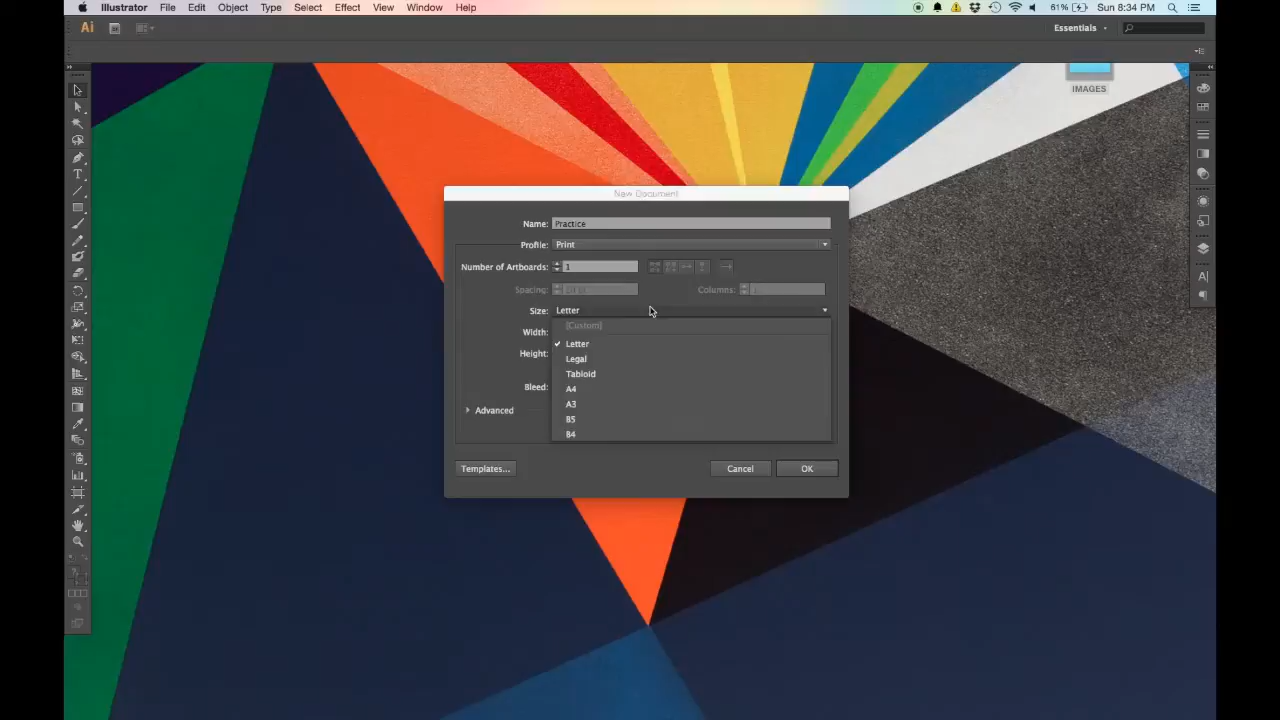 Illustrator File Edit Object Type Select Effect View Window Help 61% Sun 8:34 PM
Ai Essentials
IMAGES
New Document
Name: Practice
Profile: Print
Number of Artboards: 1
Spacing: Columns:
Size: Letter
[Custom]
Width:
Letter
Height:
Legal
Tabloid
Bleed:
A4
A3
Advanced
B5
B4
Templates... Cancel OK